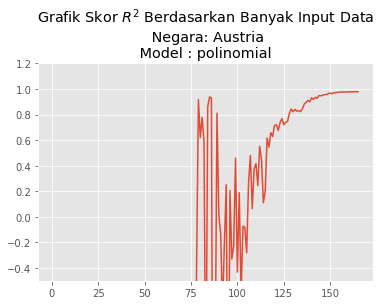 Grafik Skor R² Berdasarkan Banyak Input Data
Negara: Austria
Model : polinomial
1.2
1.0
0.8
0.6
0.4
0.2
0.0
−0.2
−0.4
0 25 50 75 100 125 150